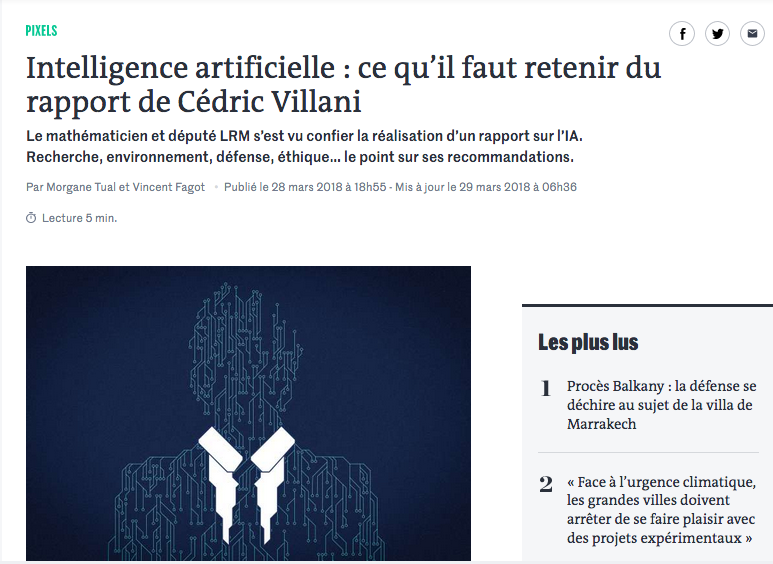 PIXELS
Intelligence artificielle : ce qu’il faut retenir du
rapport de Cédric Villani
Le mathématicien et député LRM s’est vu confier la réalisation d’un rapport sur l’IA.
Recherche, environnement, défense, éthique… le point sur ses recommandations.
Par Morgane Tual et Vincent Fagot • Publié le 28 mars 2018 à 18h55 - Mis à jour le 29 mars 2018 à 06h36
Lecture 5 min.
Les plus lus
1 Procès Balkany : la défense se
déchire au sujet de la villa de
Marrakech
2 « Face à l’urgence climatique,
les grandes villes doivent
arrêter de se faire plaisir avec
des projets expérimentaux »